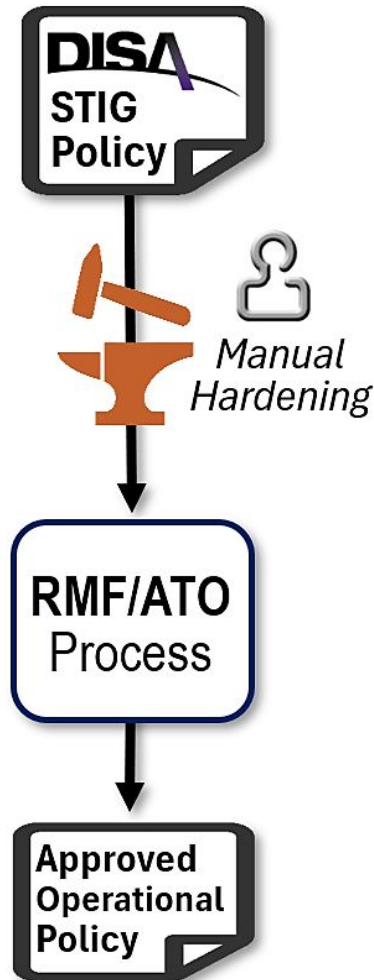 DISA
STIG
Policy
Manual
Hardening
RMF/ATO
Process
Approved
Operational
Policy